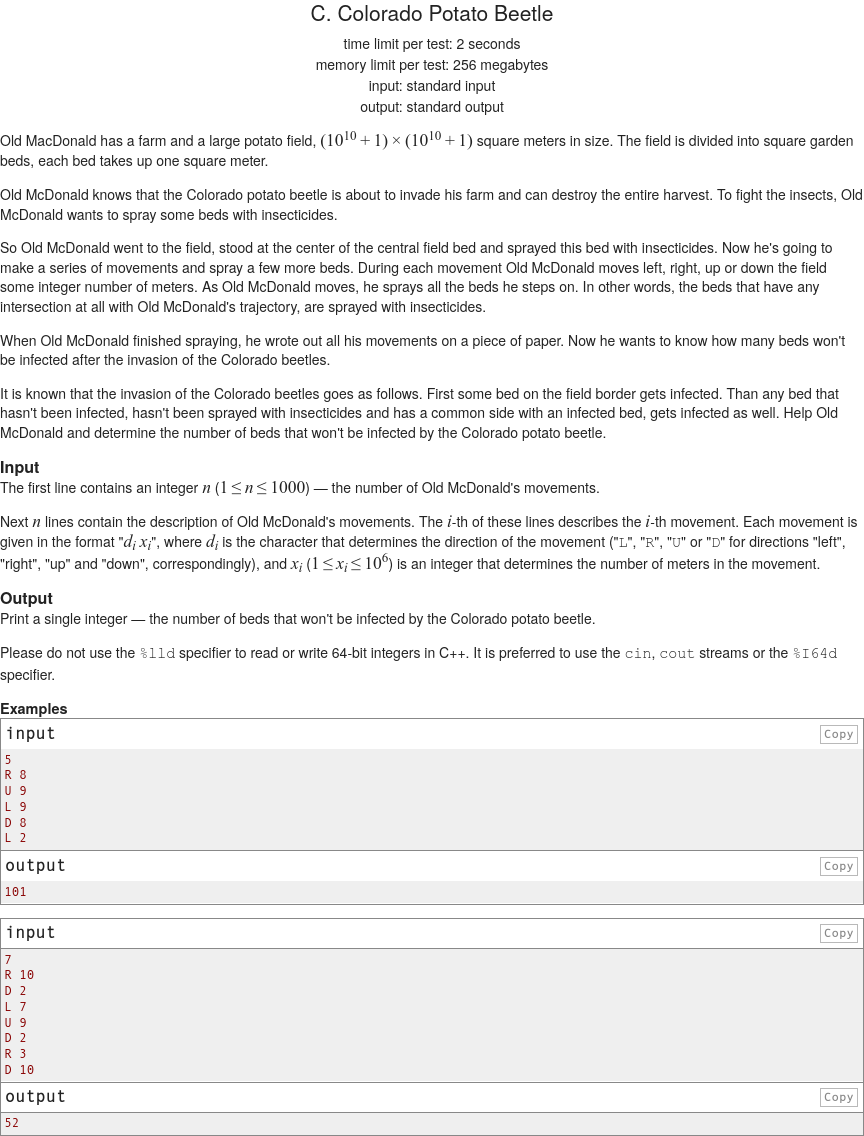 C. Colorado Potato Beetle
time limit per test: 2 seconds
memory limit per test: 256 megabytes
input: standard input
output: standard output
Old MacDonald has a farm and a large potato field, (10^10 + 1) × (10^10 + 1) square meters in size. The field is divided into square garden
beds, each bed takes up one square meter.
Old McDonald knows that the Colorado potato beetle is about to invade his farm and can destroy the entire harvest. To fight the insects, Old
McDonald wants to spray some beds with insecticides.
So Old McDonald went to the field, stood at the center of the central field bed and sprayed this bed with insecticides. Now he's going to
make a series of movements and spray a few more beds. During each movement Old McDonald moves left, right, up or down the field
some integer number of meters. As Old McDonald moves, he sprays all the beds he steps on. In other words, the beds that have any
intersection at all with Old McDonald's trajectory, are sprayed with insecticides.
When Old McDonald finished spraying, he wrote out all his movements on a piece of paper. Now he wants to know how many beds won't
be infected after the invasion of the Colorado beetles.
It is known that the invasion of the Colorado beetles goes as follows. First some bed on the field border gets infected. Than any bed that
hasn't been infected, hasn't been sprayed with insecticides and has a common side with an infected bed, gets infected as well. Help Old
McDonald and determine the number of beds that won't be infected by the Colorado potato beetle.
Input
The first line contains an integer n (1 ≤ n ≤ 1000) — the number of Old McDonald's movements.
Next n lines contain the description of Old McDonald's movements. The i-th of these lines describes the i-th movement. Each movement is
given in the format "d_i x_i", where d_i is the character that determines the direction of the movement ("L", "R", "U" or "D" for directions "left",
"right", "up" and "down", correspondingly), and x_i (1 ≤ x_i ≤ 10^6) is an integer that determines the number of meters in the movement.
Output
Print a single integer — the number of beds that won't be infected by the Colorado potato beetle.
Please do not use the %lld specifier to read or write 64-bit integers in C++. It is preferred to use the cin, cout streams or the %I64d
specifier.
Examples
input Copy
5
R 8
U 9
L 9
D 8
L 2
output Copy
101
input Copy
7
R 10
D 2
L 7
U 9
D 2
R 3
D 10
output Copy
52